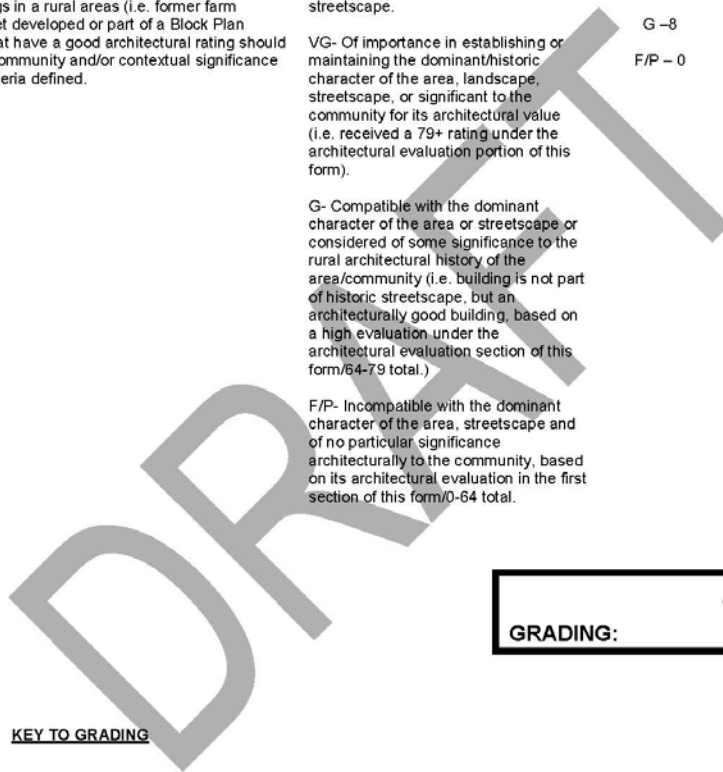 gs in a rural areas (i.e. former farm
et developed or part of a Block Plan
at have a good architectural rating should
ommunity and/or contextual significance
eria defined.
streetscape.
VG- Of importance in establishing or
maintaining the dominant/historic
character of the area, landscape,
streetscape, or significant to the
community for its architectural value
(i.e. received a 79+ rating under the
architectural evaluation portion of this
form).
G- Compatible with the dominant
character of the area or streetscape or
considered of some significance to the
rural architectural history of the
area/community (i.e. building is not part
of historic streetscape, but an
architecturally good building, based on
a high evaluation under the
architectural evaluation section of this
form/64-79 total.)
F/P- Incompatible with the dominant
character of the area, streetscape and
of no particular significance
architecturally to the community, based
on its architectural evaluation in the first
section of this form/0-64 total.
G –8
F/P – 0
DRAFT
GRADING:
KEY TO GRADING